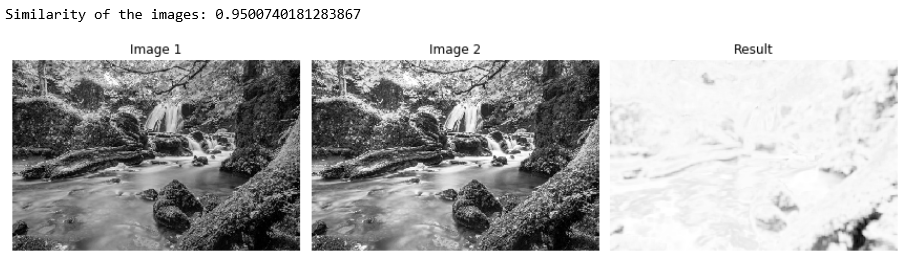 Similarity of the images: 0.9500740181283867
Image 1
Image 2
Result